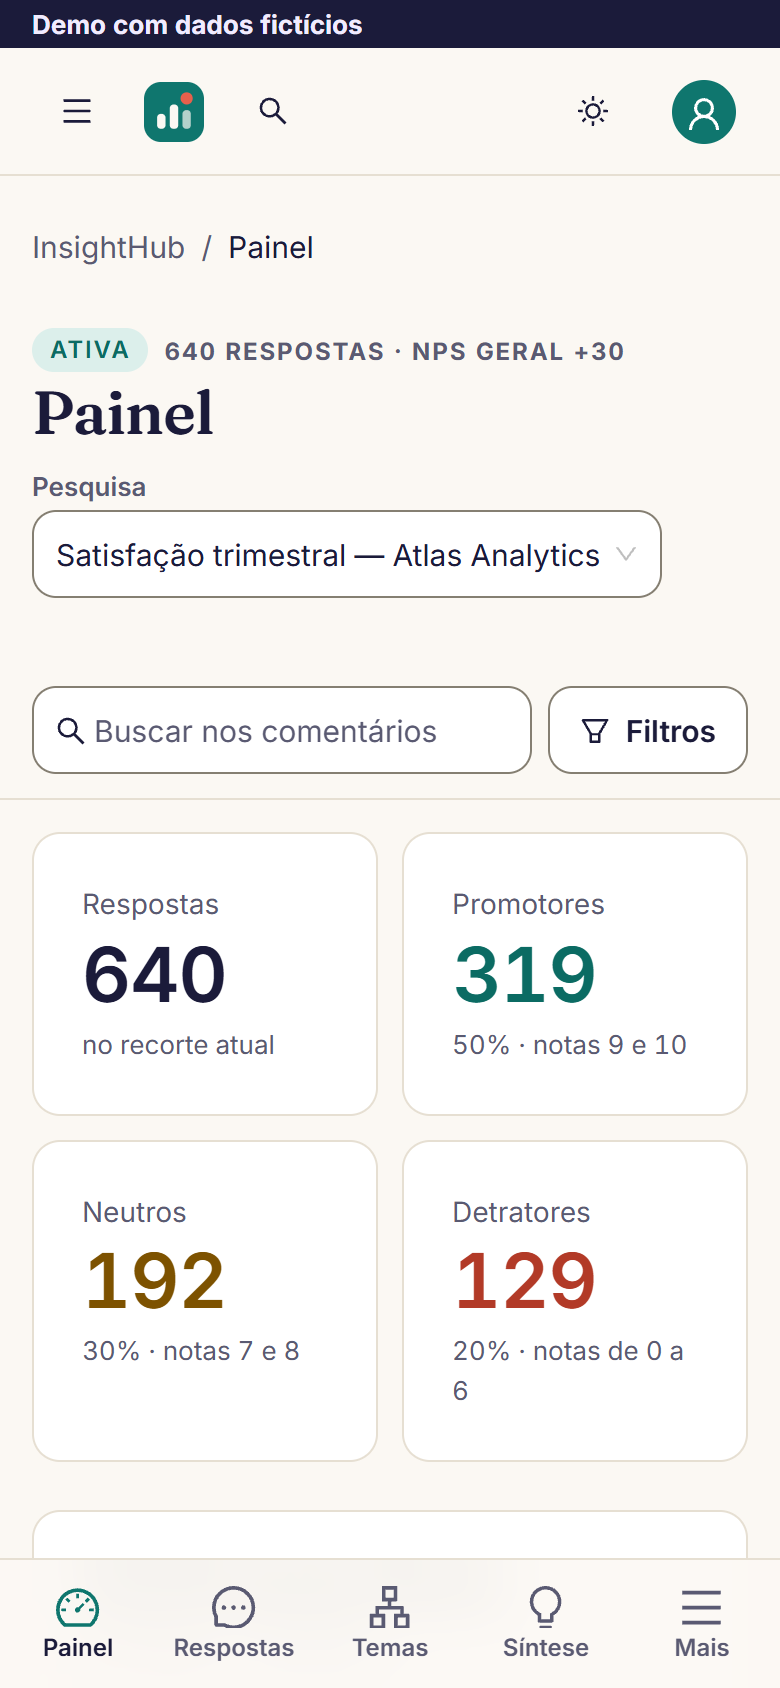 Demo com dados fictícios
InsightHub / Painel
ATIVA 640 RESPOSTAS · NPS GERAL +30
Painel
Pesquisa
Satisfação trimestral — Atlas Analytics
Buscar nos comentários
Filtros
Respostas
640
no recorte atual
Promotores
319
50% · notas 9 e 10
Neutros
192
30% · notas 7 e 8
Detratores
129
20% · notas de 0 a
6
Painel
Respostas
Temas
Síntese
Mais